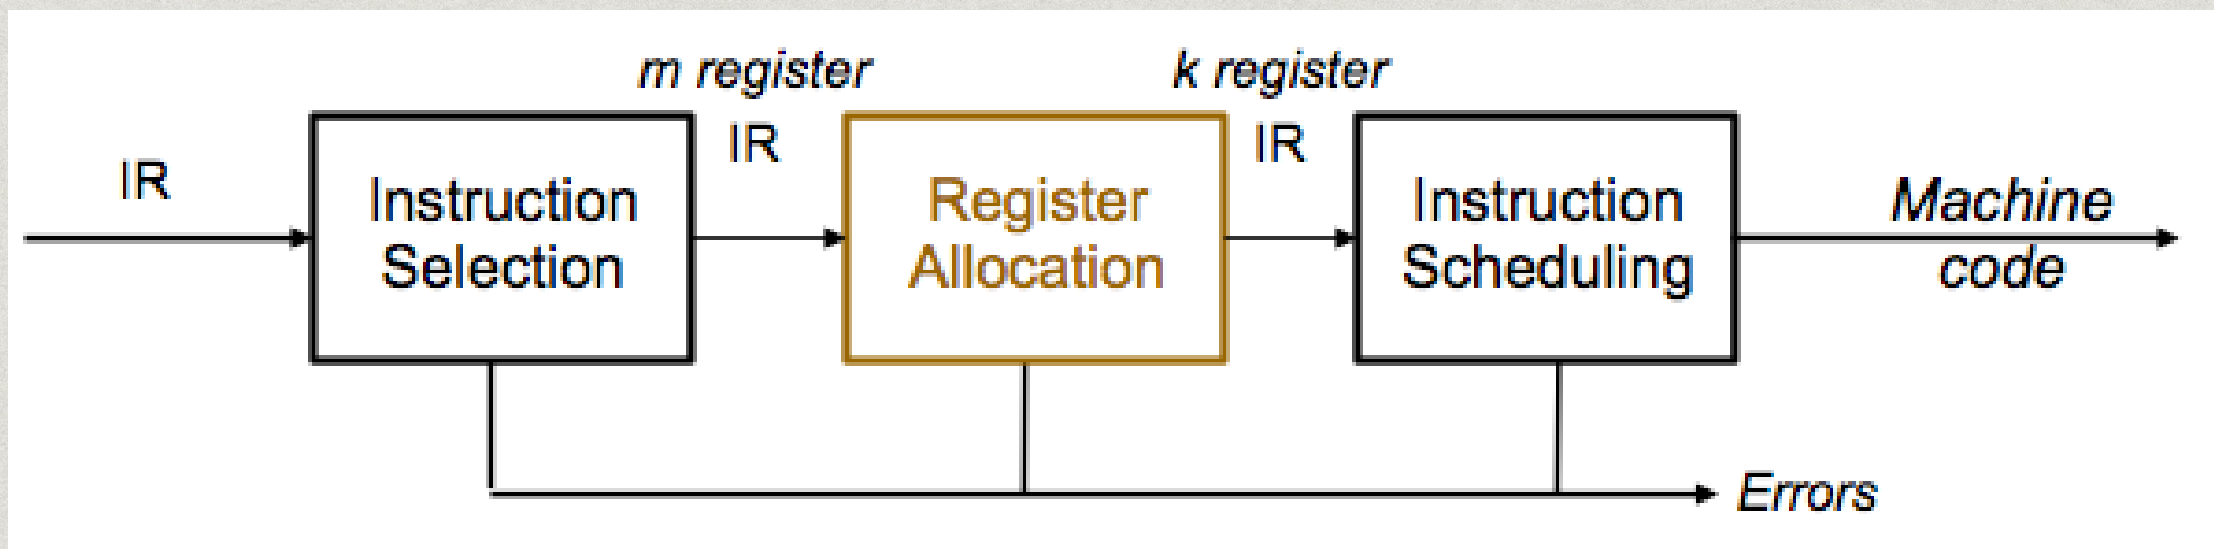 IR
Instruction
Selection
m register
IR
Register
Allocation
k register
IR
Instruction
Scheduling
Machine
code
Errors